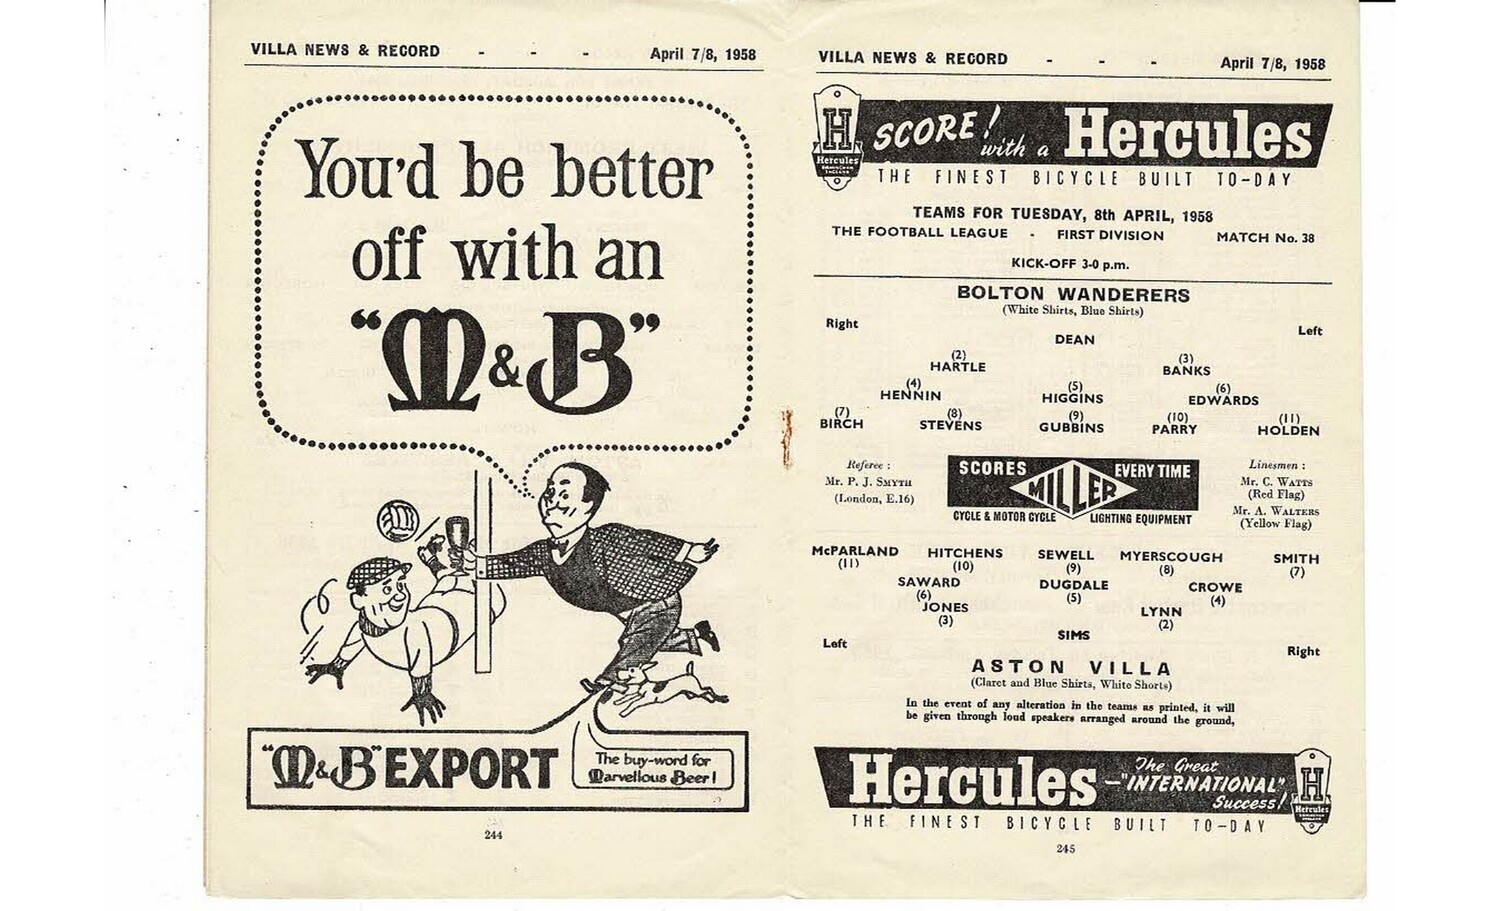 VILLA NEWS & RECORD - - - April 7/8, 1958
You'd be better
off with an
"M&B"
"M&B" EXPORT
The buy-word for
Marvellous Beer!
244
VILLA NEWS & RECORD - - - April 7/8, 1958
H
Hercules
SCORE! with a Hercules
THE FINEST BICYCLE BUILT TO-DAY
TEAMS FOR TUESDAY, 8th APRIL, 1958
THE FOOTBALL LEAGUE - FIRST DIVISION MATCH No. 38
KICK-OFF 3-0 p.m.
BOLTON WANDERERS
(White Shirts, Blue Shirts)
Right Left
DEAN
(2) (3)
HARTLE BANKS
(4) (5) (6)
HENNIN HIGGINS EDWARDS
(7) (8) (9) (10) (11)
BIRCH STEVENS GUBBINS PARRY HOLDEN
Referee :
Mr. P. J. SMYTH
(London, E.16)
SCORES EVERY TIME
MILLER
CYCLE & MOTOR CYCLE LIGHTING EQUIPMENT
Linesmen :
Mr. C. WATTS
(Red Flag)
Mr. A. WALTERS
(Yellow Flag)
McPARLAND HITCHENS SEWELL MYERSCOUGH SMITH
(11) (10) (9) (8) (7)
SAWARD DUGDALE CROWE
(6) (5) (4)
JONES LYNN
(3) (2)
SIMS
Left Right
ASTON VILLA
(Claret and Blue Shirts, White Shorts)
In the event of any alteration in the teams as printed, it will
be given through loud speakers arranged around the ground,
Hercules - The Great "INTERNATIONAL" Success!
H
Hercules
THE FINEST BICYCLE BUILT TO-DAY
245